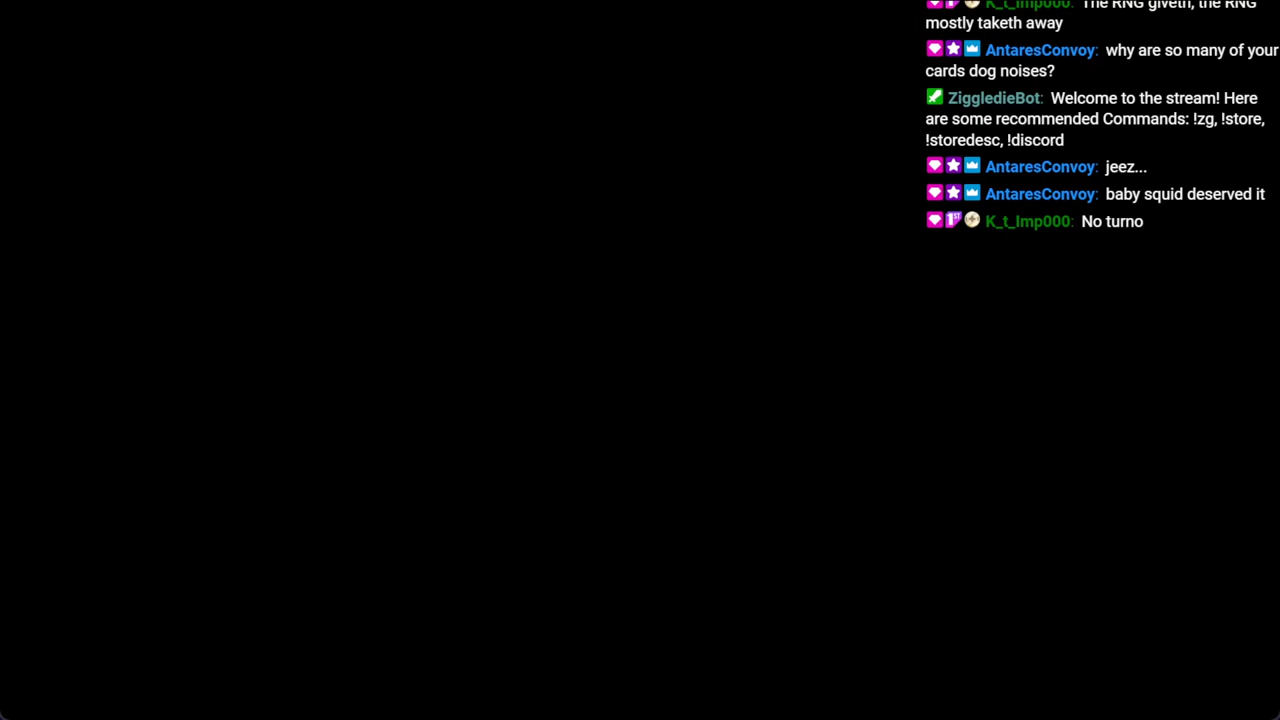 K_t_Imp000: The RNG giveth, the RNG
mostly taketh away
AntaresConvoy: why are so many of your
cards dog noises?
ZiggledieBot: Welcome to the stream! Here
are some recommended Commands: !zg, !store,
!storedesc, !discord
AntaresConvoy: jeez...
AntaresConvoy: baby squid deserved it
1ST K_t_Imp000: No turno